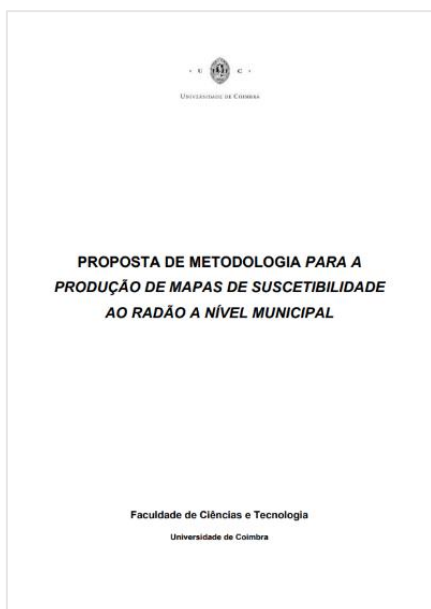 · U C ·
UNIVERSIDADE DE COIMBRA
PROPOSTA DE METODOLOGIA PARA A
PRODUÇÃO DE MAPAS DE SUSCETIBILIDADE
AO RADÃO A NÍVEL MUNICIPAL
Faculdade de Ciências e Tecnologia
Universidade de Coimbra